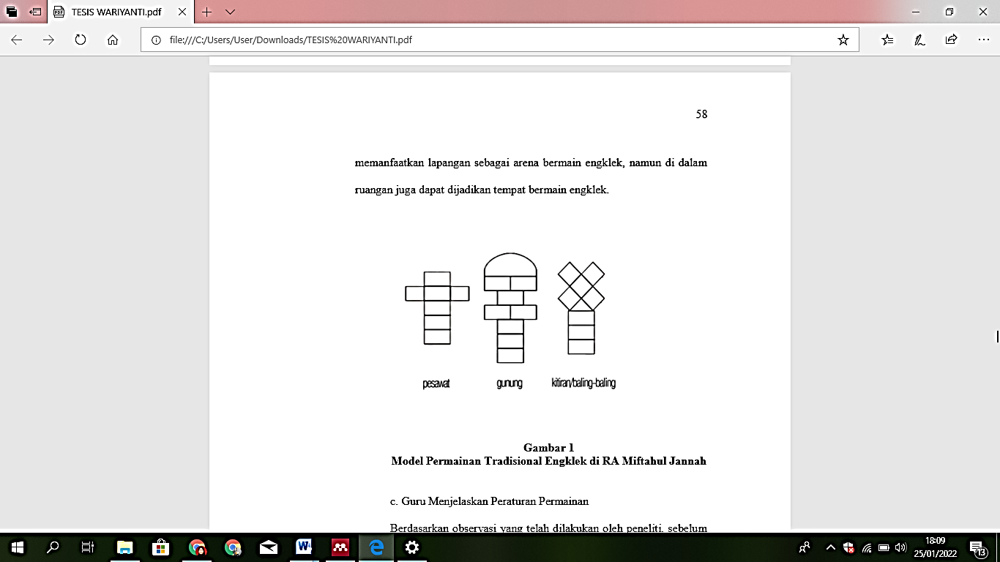 TESIS WARIYANTI.pdf
file:///C:/Users/User/Downloads/TESIS%20WARIYANTI.pdf
58
memanfaatkan lapangan sebagai arena bermain engklek, namun di dalam
ruangan juga dapat dijadikan tempat bermain engklek.
pesawat gunung kitiran/baling-baling
Gambar 1
Model Permainan Tradisional Engklek di RA Miftahul Jannah
c. Guru Menjelaskan Peraturan Permainan
Berdasarkan observasi yang telah dilakukan oleh peneliti, sebelum
18:09
25/01/2022
13